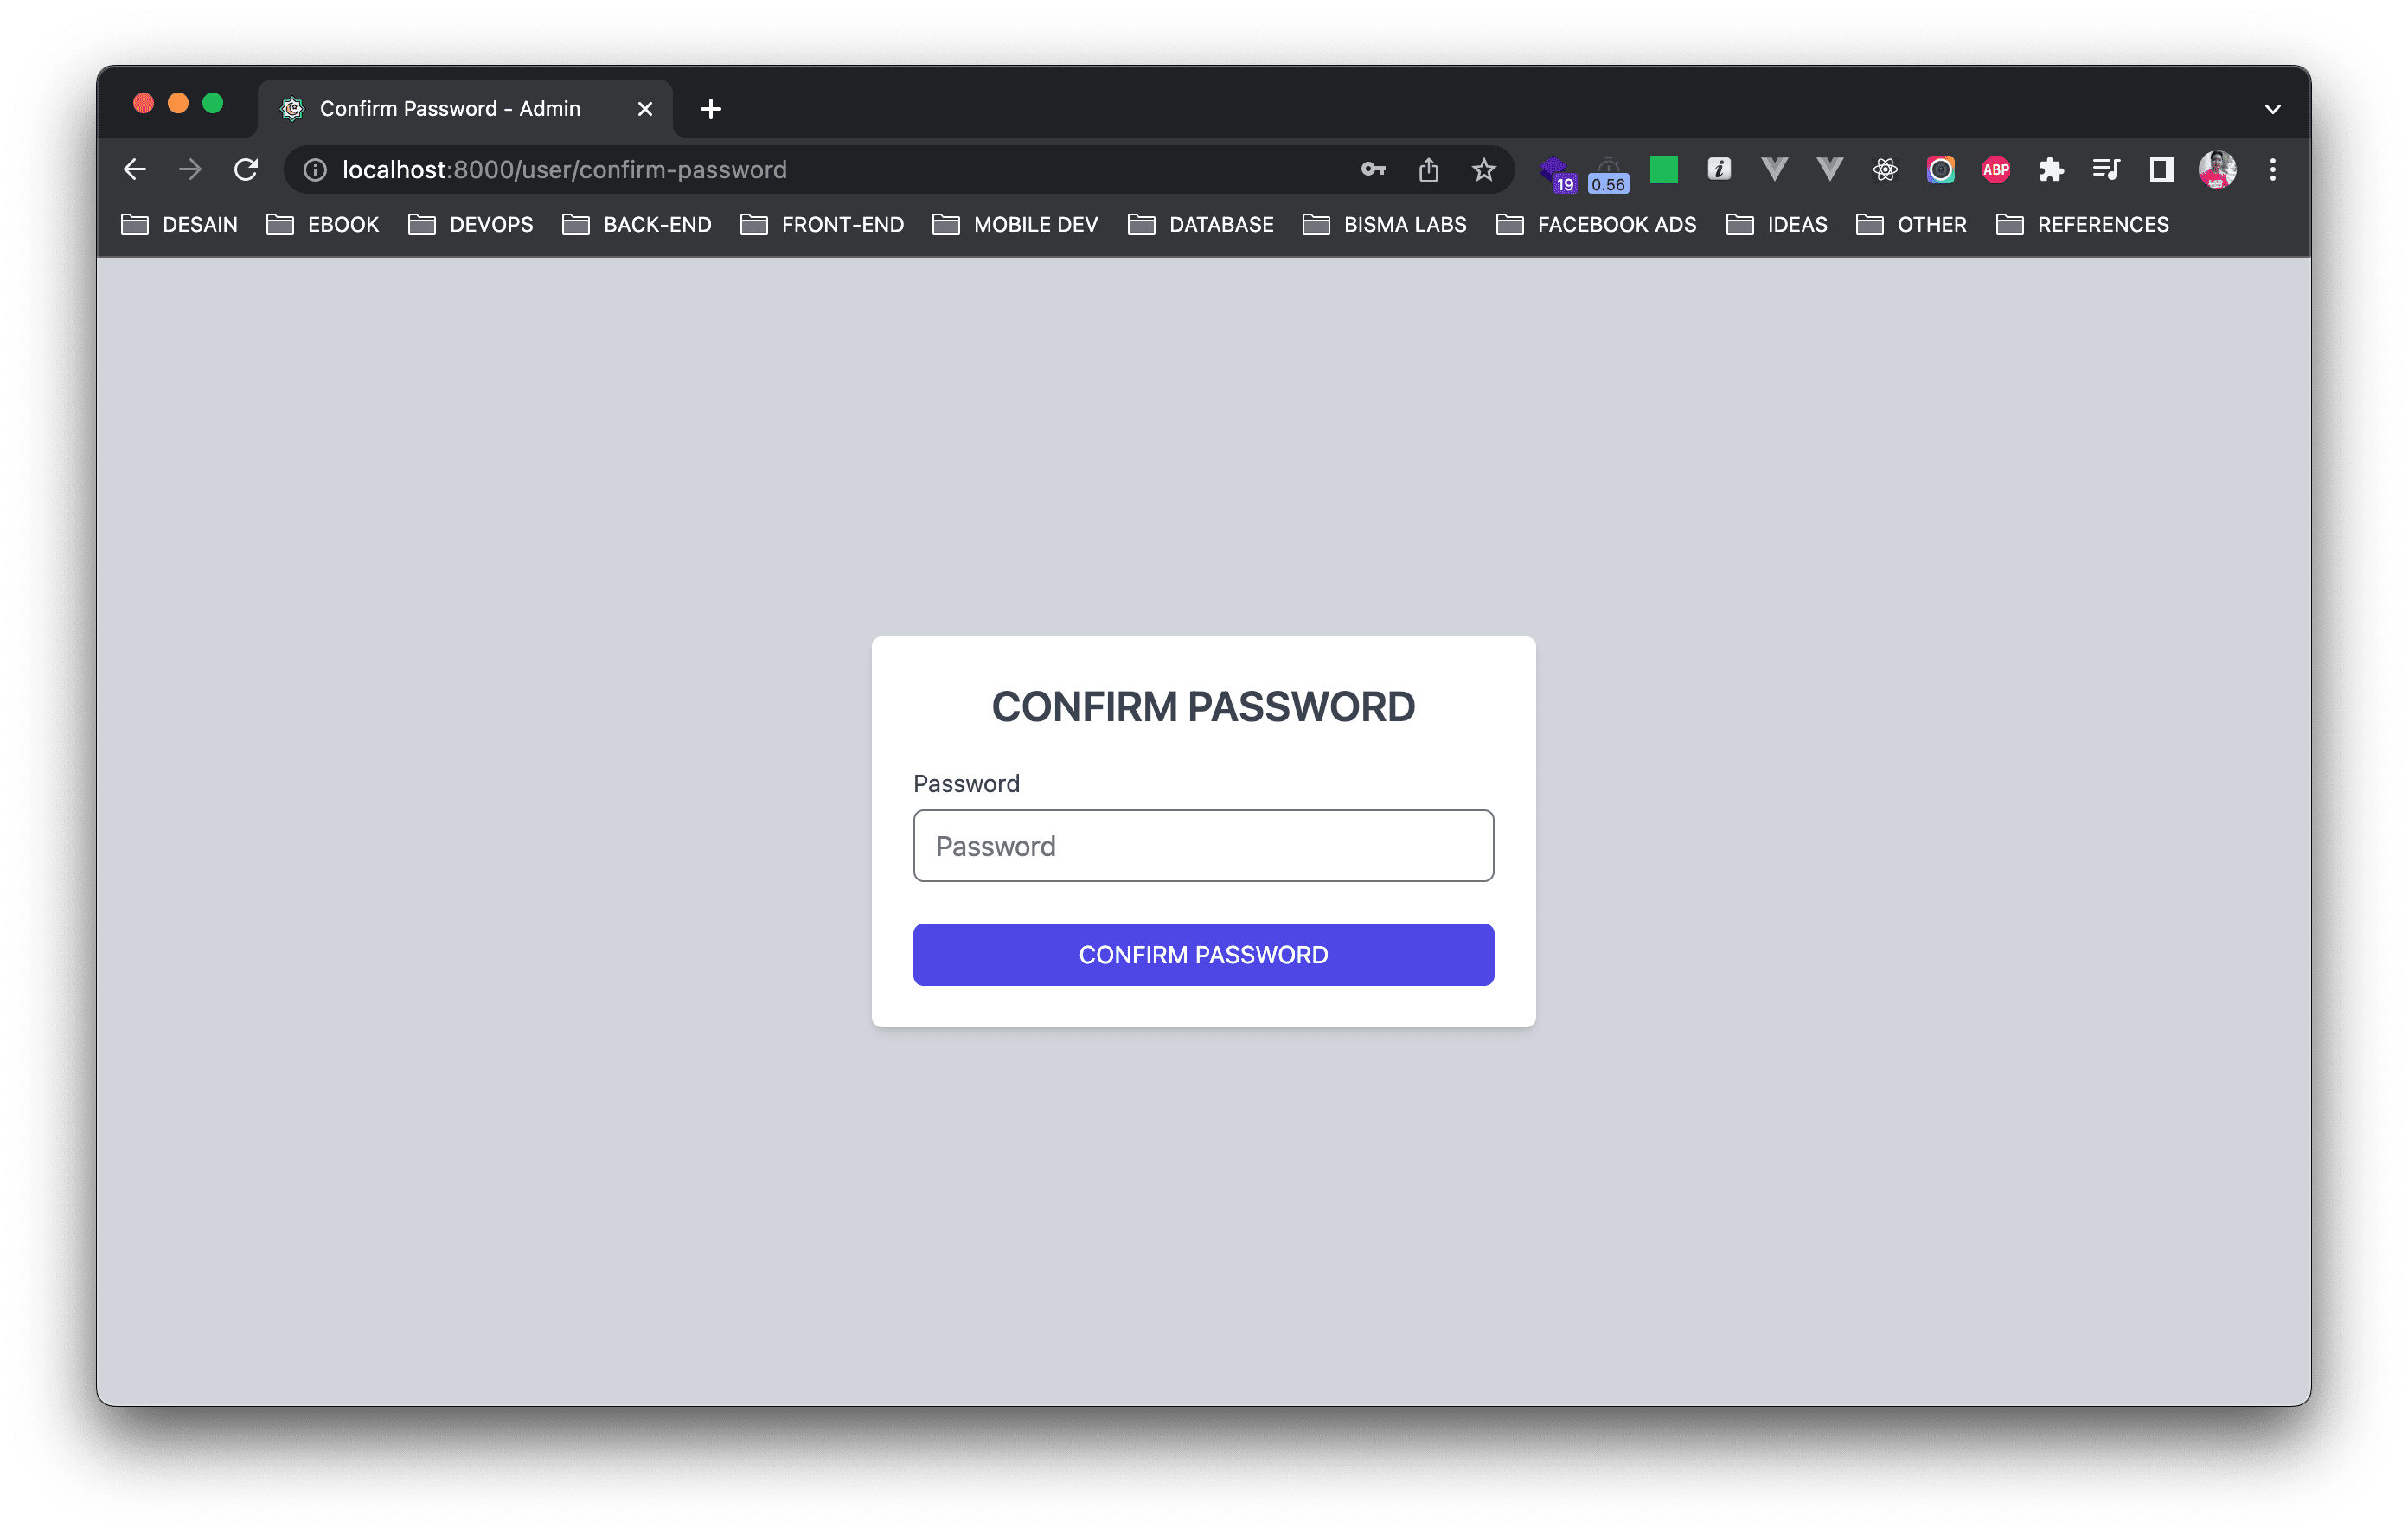 Confirm Password - Admin
localhost:8000/user/confirm-password
19
0.56
i
ABP
DESAIN EBOOK DEVOPS BACK-END FRONT-END MOBILE DEV DATABASE BISMA LABS FACEBOOK ADS IDEAS OTHER REFERENCES
CONFIRM PASSWORD
Password
Password
CONFIRM PASSWORD